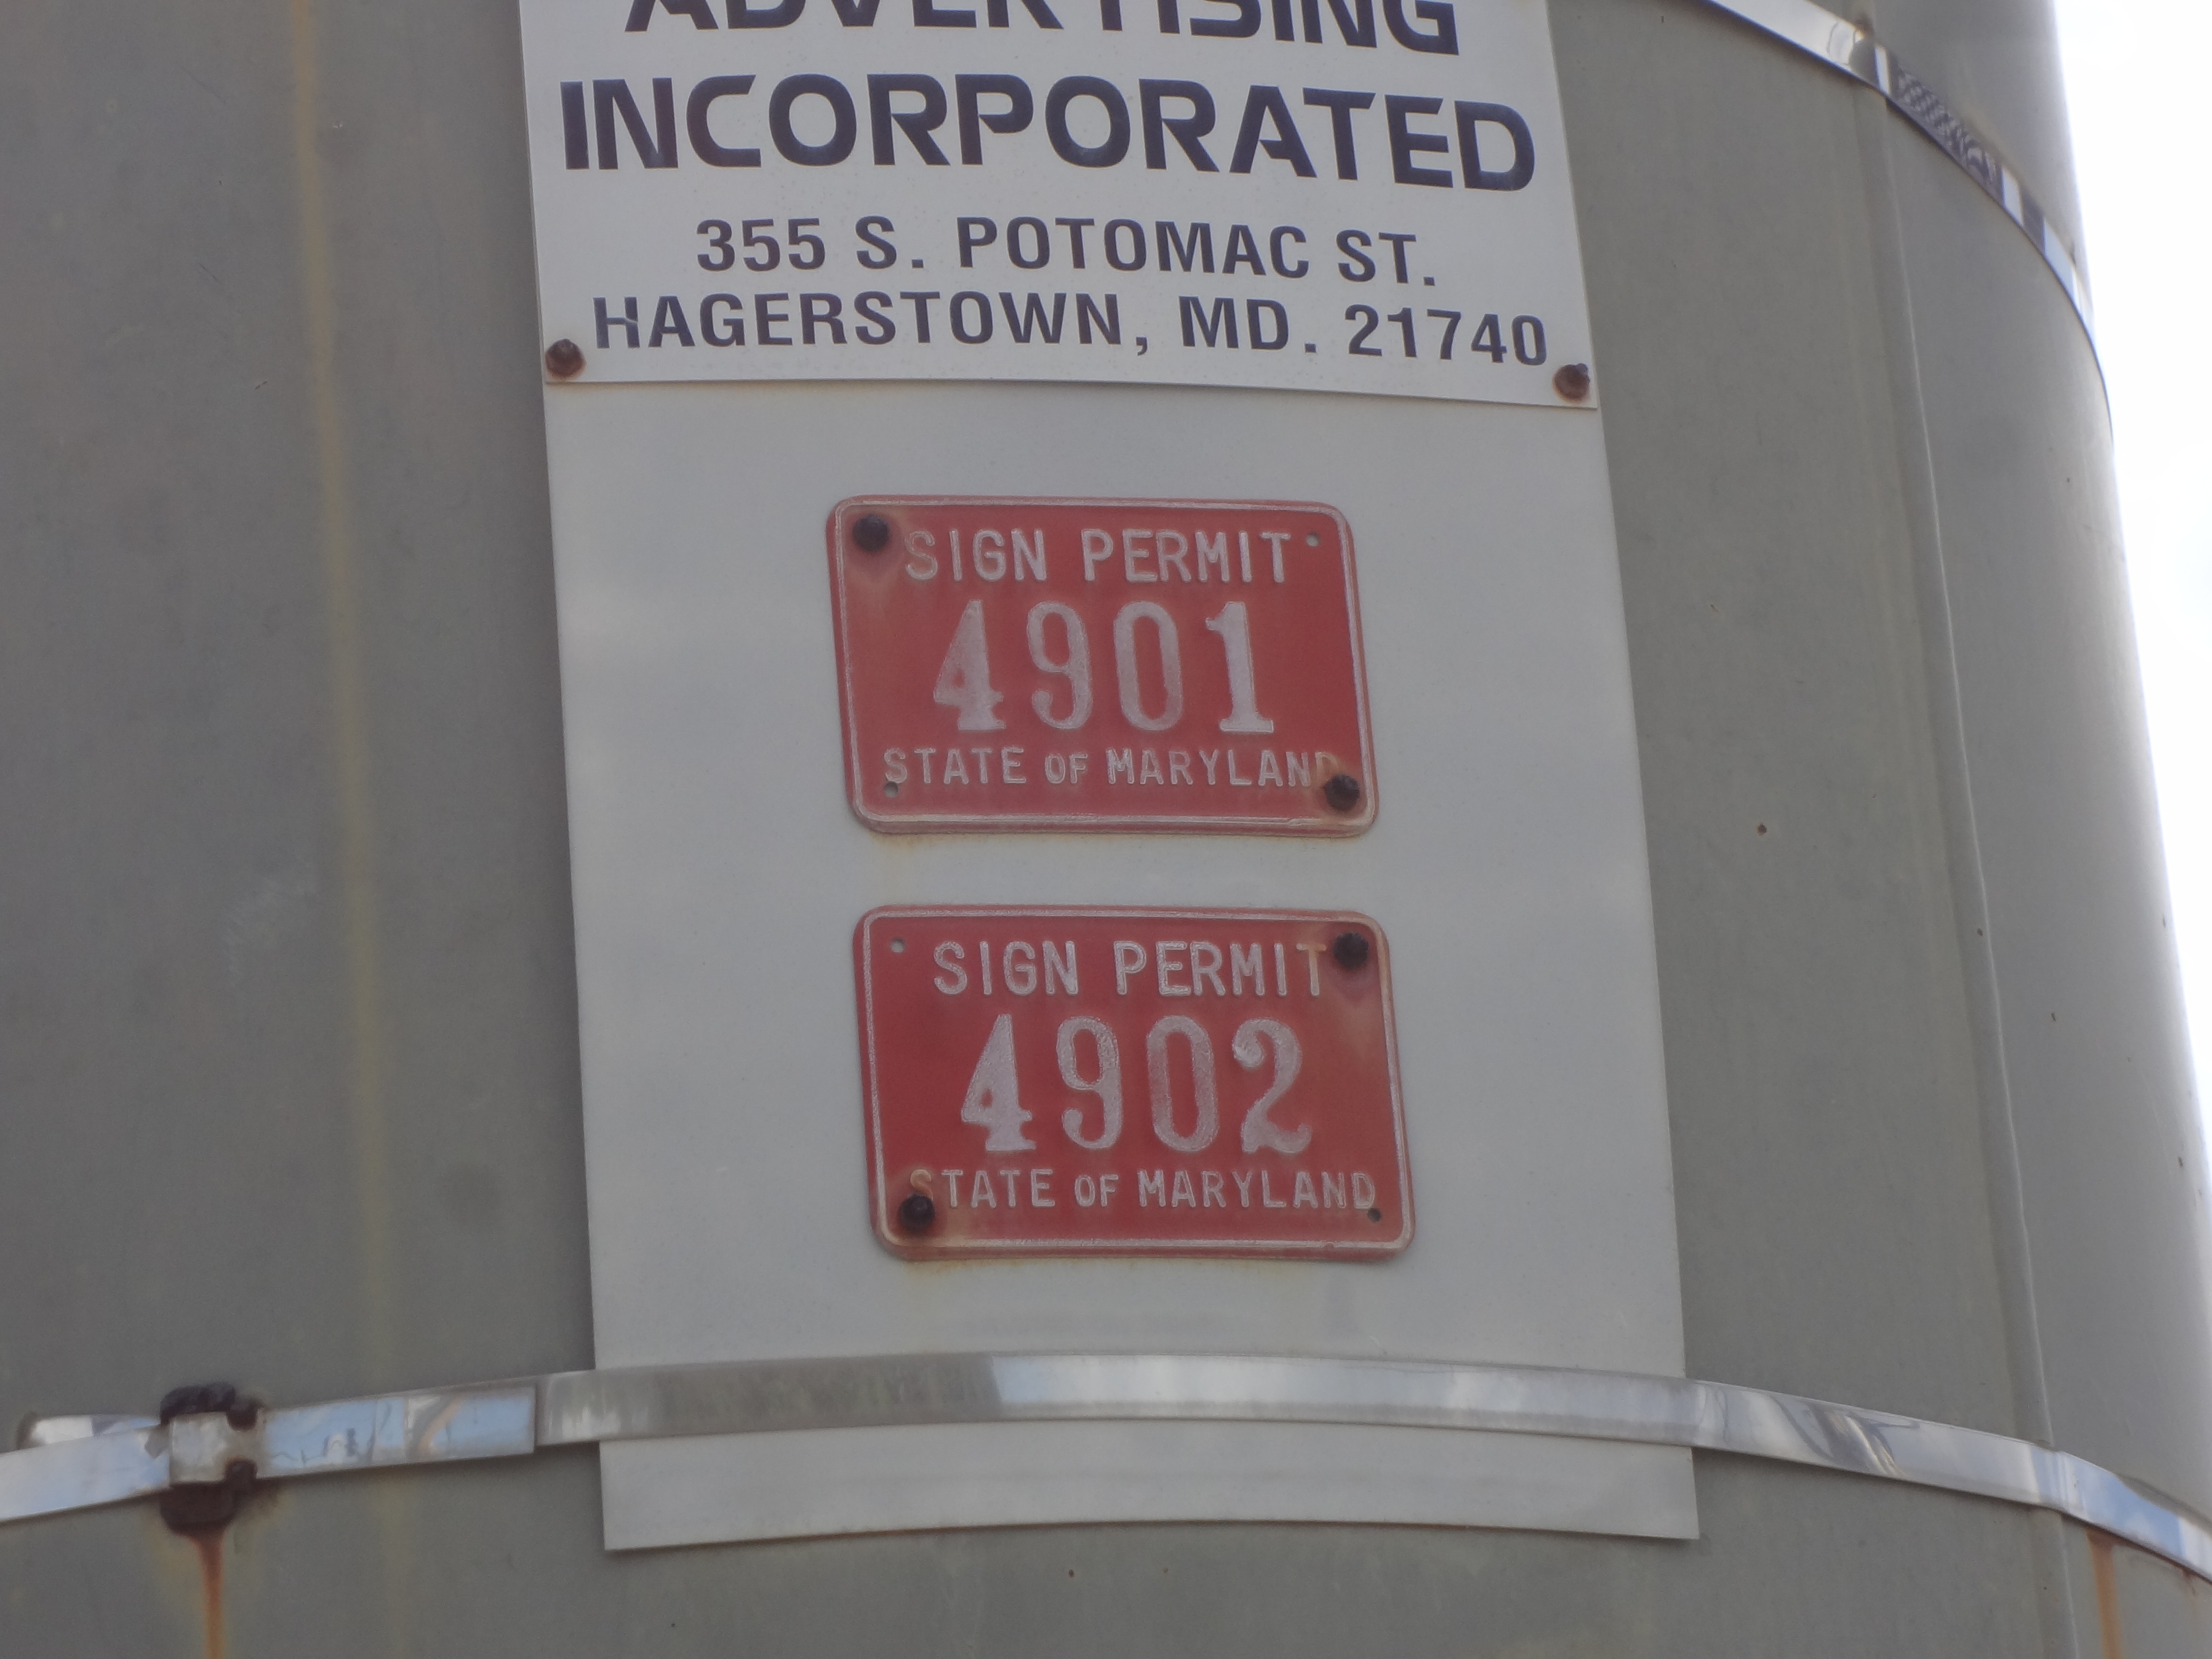 ADVERTISING
INCORPORATED
355 S. POTOMAC ST.
HAGERSTOWN, MD. 21740
SIGN PERMIT
4901
STATE OF MARYLAND
SIGN PERMIT
4902
STATE OF MARYLAND